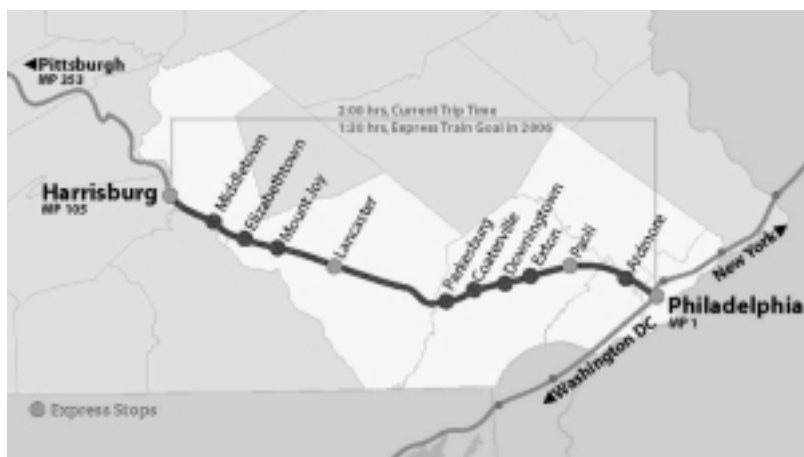 ◀Pittsburgh
MP 353
2:00 hrs, Current Trip Time
1:30 hrs, Express Train Goal in 2006
Harrisburg
MP 105
Middletown
Elizabethtown
Mount Joy
Lancaster
Parkesburg
Coatesville
Downingtown
Exton
Paoli
Ardmore
New York▶
Philadelphia
MP 1
◀Washington DC
Express Stops